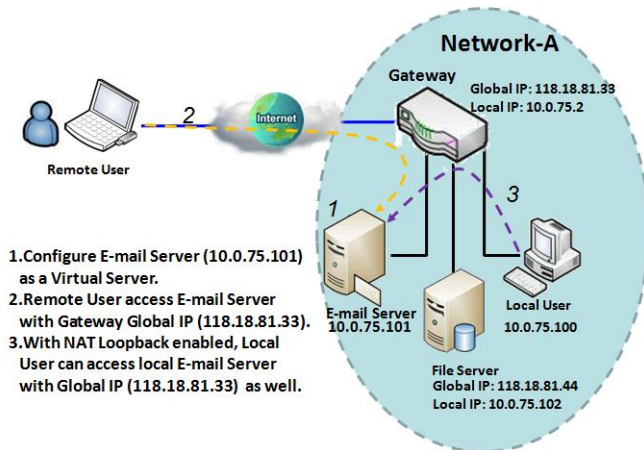 Network-A
Gateway
Global IP: 118.18.81.33
Local IP: 10.0.75.2
2
Internet
Remote User
1
3
1.Configure E-mail Server (10.0.75.101)
as a Virtual Server.
2.Remote User access E-mail Server
with Gateway Global IP (118.18.81.33).
3.With NAT Loopback enabled, Local
User can access local E-mail Server
with Global IP (118.18.81.33) as well.
E-mail Server
10.0.75.101
Local User
10.0.75.100
File Server
Global IP: 118.18.81.44
Local IP: 10.0.75.102